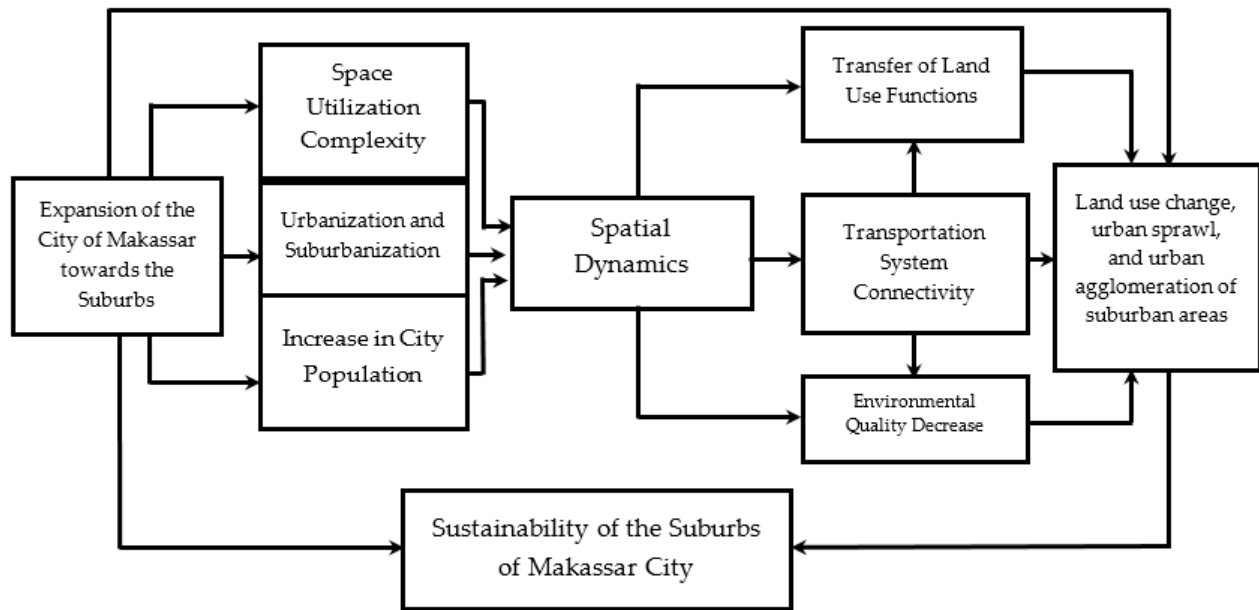 Expansion of the
City of Makassar
towards the
Suburbs
Space
Utilization
Complexity
Urbanization and
Suburbanization
Increase in City
Population
Spatial
Dynamics
Transfer of Land
Use Functions
Transportation
System
Connectivity
Environmental
Quality Decrease
Land use change,
urban sprawl,
and urban
agglomeration of
suburban areas
Sustainability of the Suburbs
of Makassar City